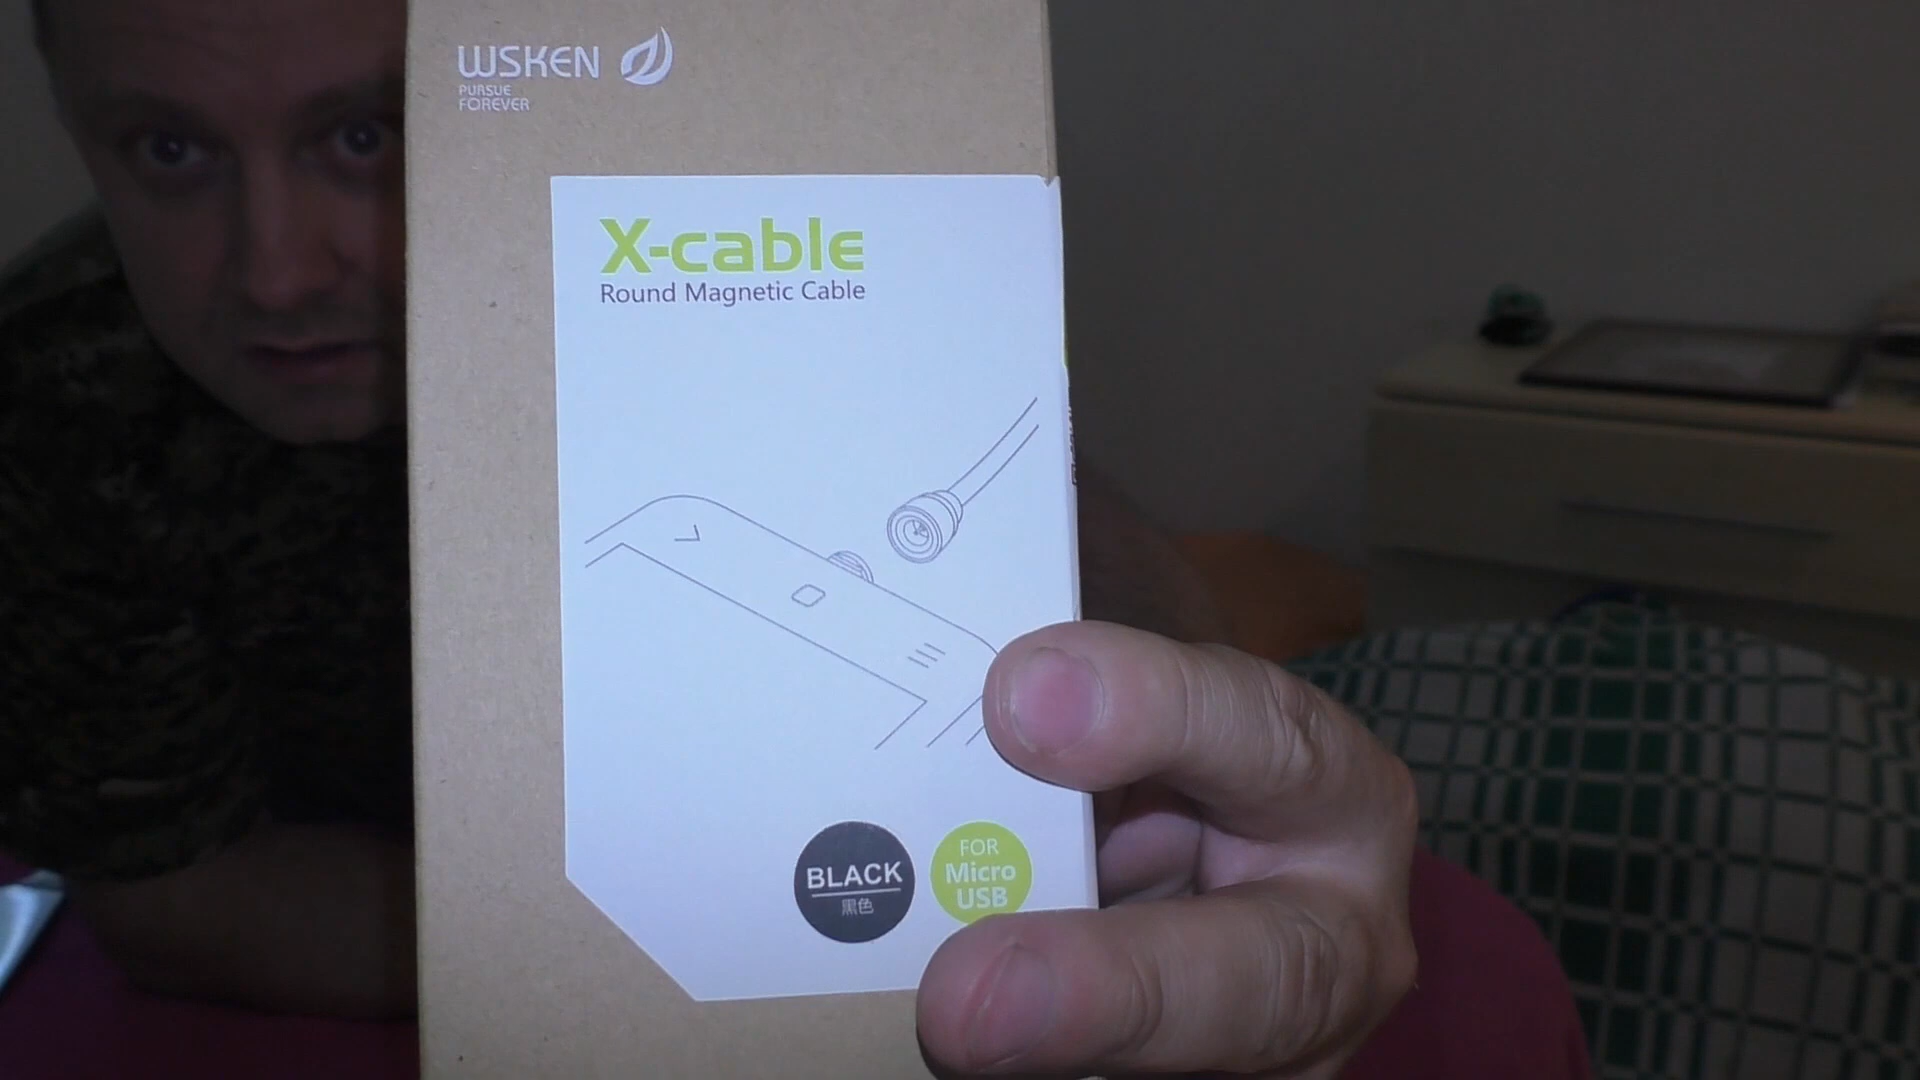 WSKEN
PURSUE
FOREVER
X-cable
Round Magnetic Cable
BLACK
黑色
FOR
Micro
USB